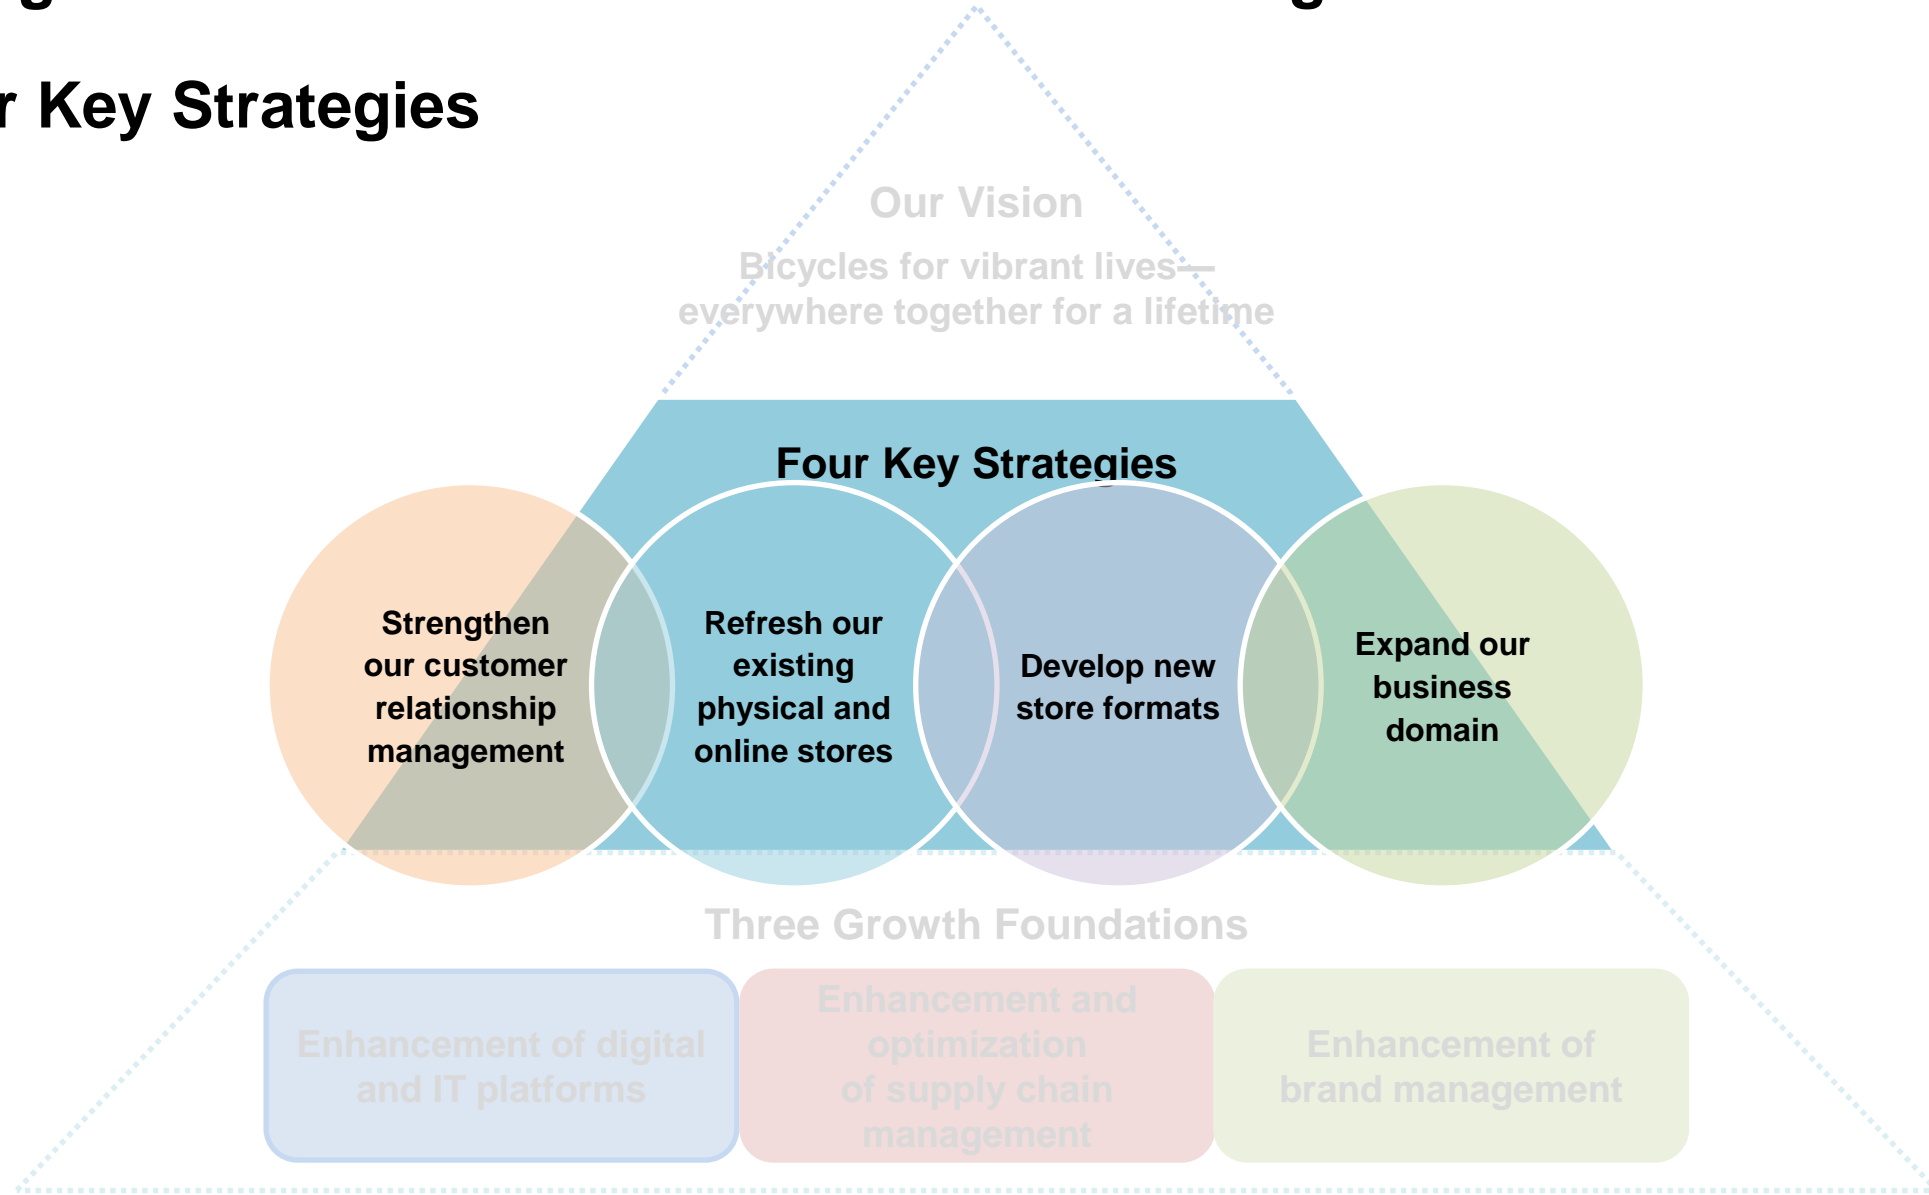 r Key Strategies
Our Vision
Bicycles for vibrant lives—
everywhere together for a lifetime
Four Key Strategies
Strengthen
our customer
relationship
management
Refresh our
existing
physical and
online stores
Develop new
store formats
Expand our
business
domain
Three Growth Foundations
Enhancement of digital
and IT platforms
Enhancement and
optimization
of supply chain
management
Enhancement of
brand management